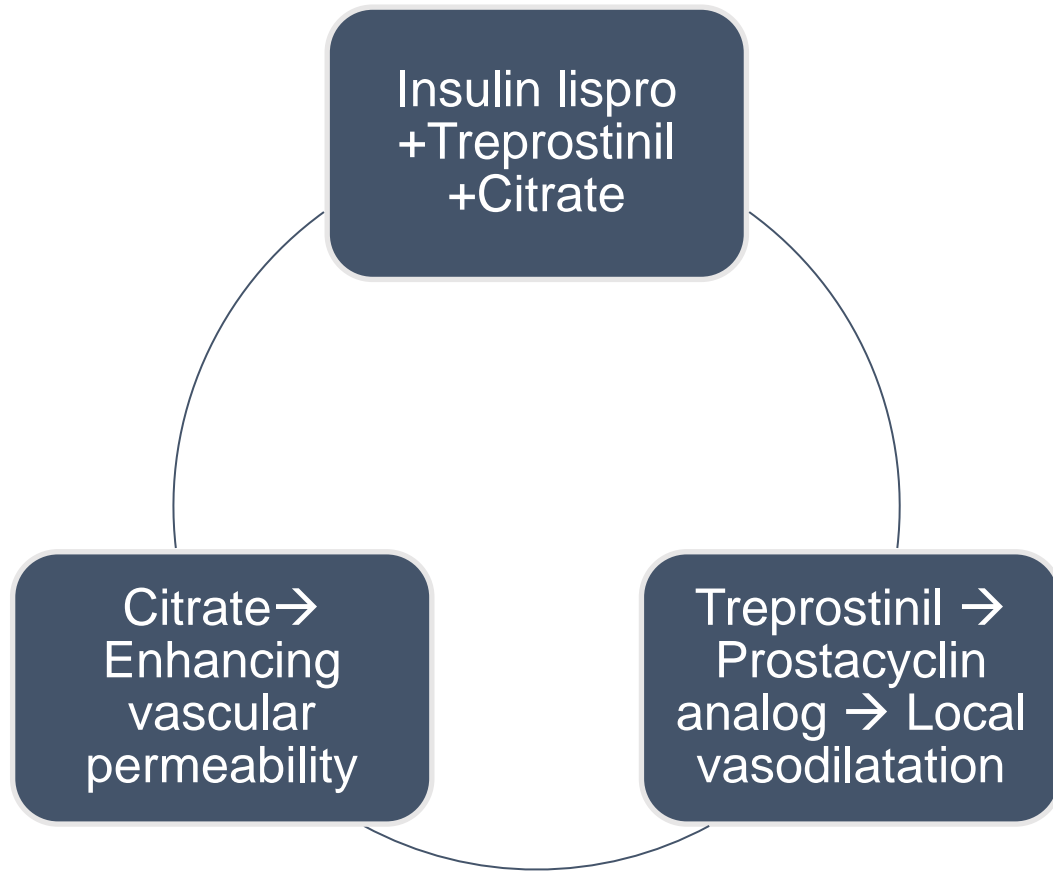 Insulin lispro
+Treprostinil
+Citrate
Citrate→
Enhancing
vascular
permeability
Treprostinil →
Prostacyclin
analog → Local
vasodilatation